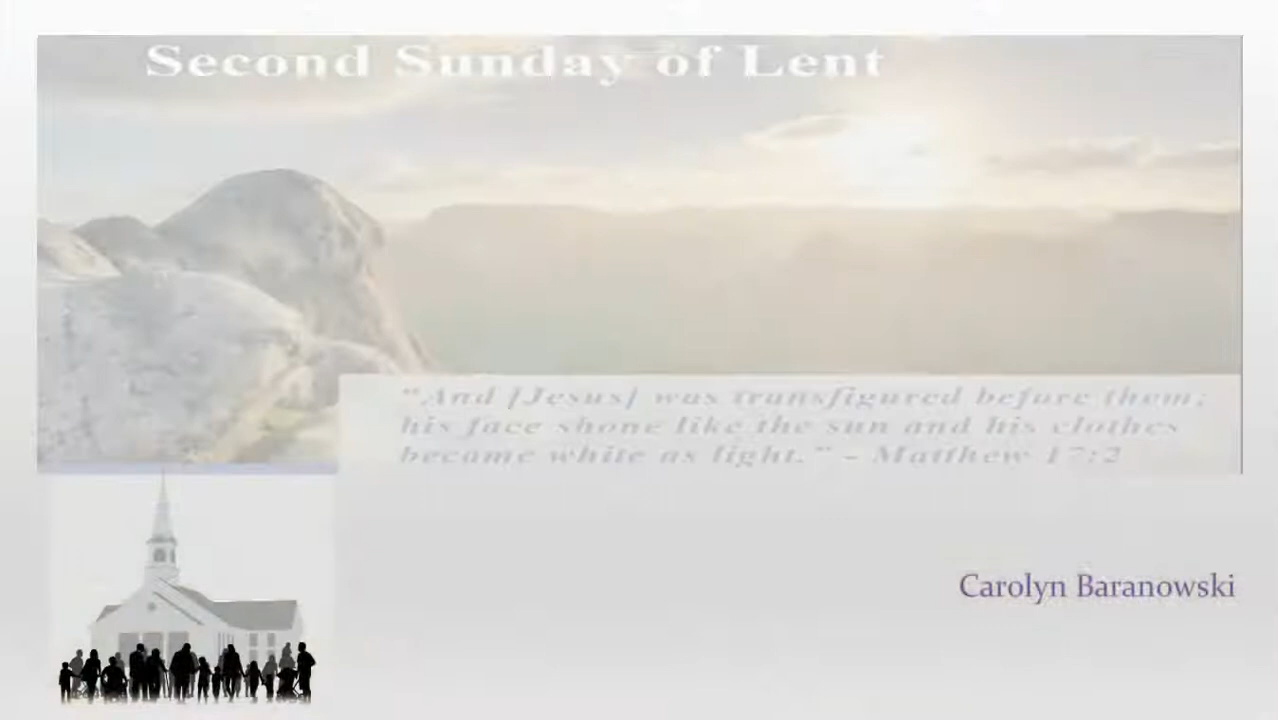 Second Sunday of Lent
“And [Jesus] was transfigured before them;
his face shone like the sun and his clothes
became white as light.” – Matthew 17:2
Carolyn Baranowski